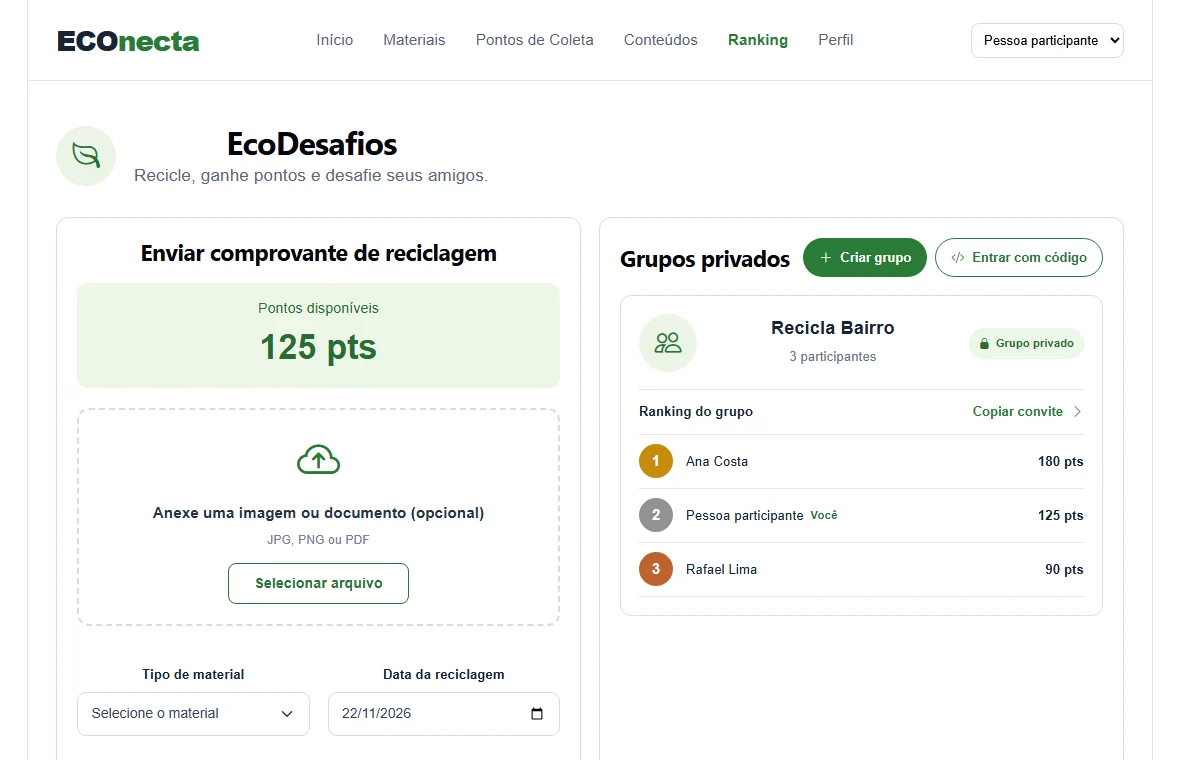 ECOnecta
Início
Materiais
Pontos de Coleta
Conteúdos
Ranking
Perfil
Pessoa participante
EcoDesafios
Recicle, ganhe pontos e desafie seus amigos.
Enviar comprovante de reciclagem
Pontos disponíveis
125 pts
Anexe uma imagem ou documento (opcional)
JPG, PNG ou PDF
Selecionar arquivo
Tipo de material
Selecione o material
Data da reciclagem
22/11/2026
Grupos privados
+ Criar grupo
</> Entrar com código
Recicla Bairro
3 participantes
Grupo privado
Ranking do grupo
Copiar convite
1 Ana Costa 180 pts
2 Pessoa participante Você 125 pts
3 Rafael Lima 90 pts